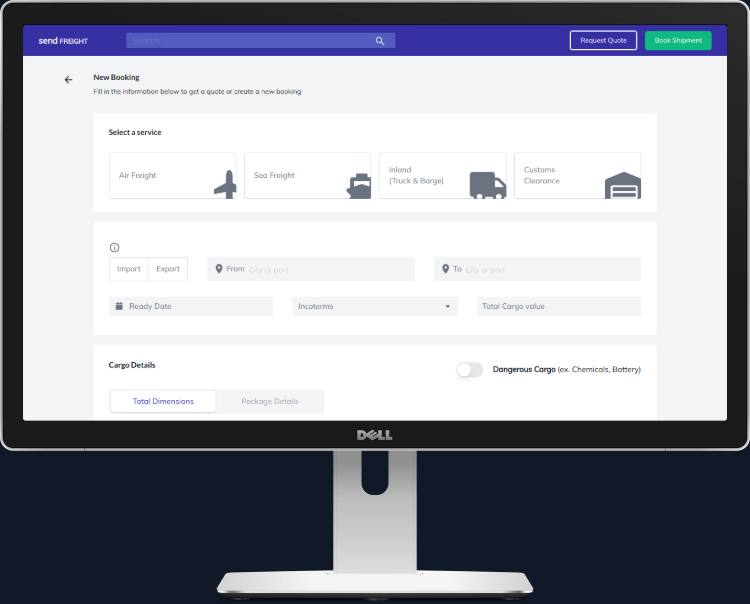 send FREIGHT
Search
Request Quote
Book Shipment
New Booking
Fill in the information below to get a quote or create a new booking
Select a service
Air Freight
Sea Freight
Inland
(Truck & Barge)
Customs
Clearance
Import
Export
From City or port
To City or port
Ready Date
Incoterms
Total Cargo value
Cargo Details
Dangerous Cargo (ex. Chemicals, Battery)
Total Dimensions
Package Details
DELL